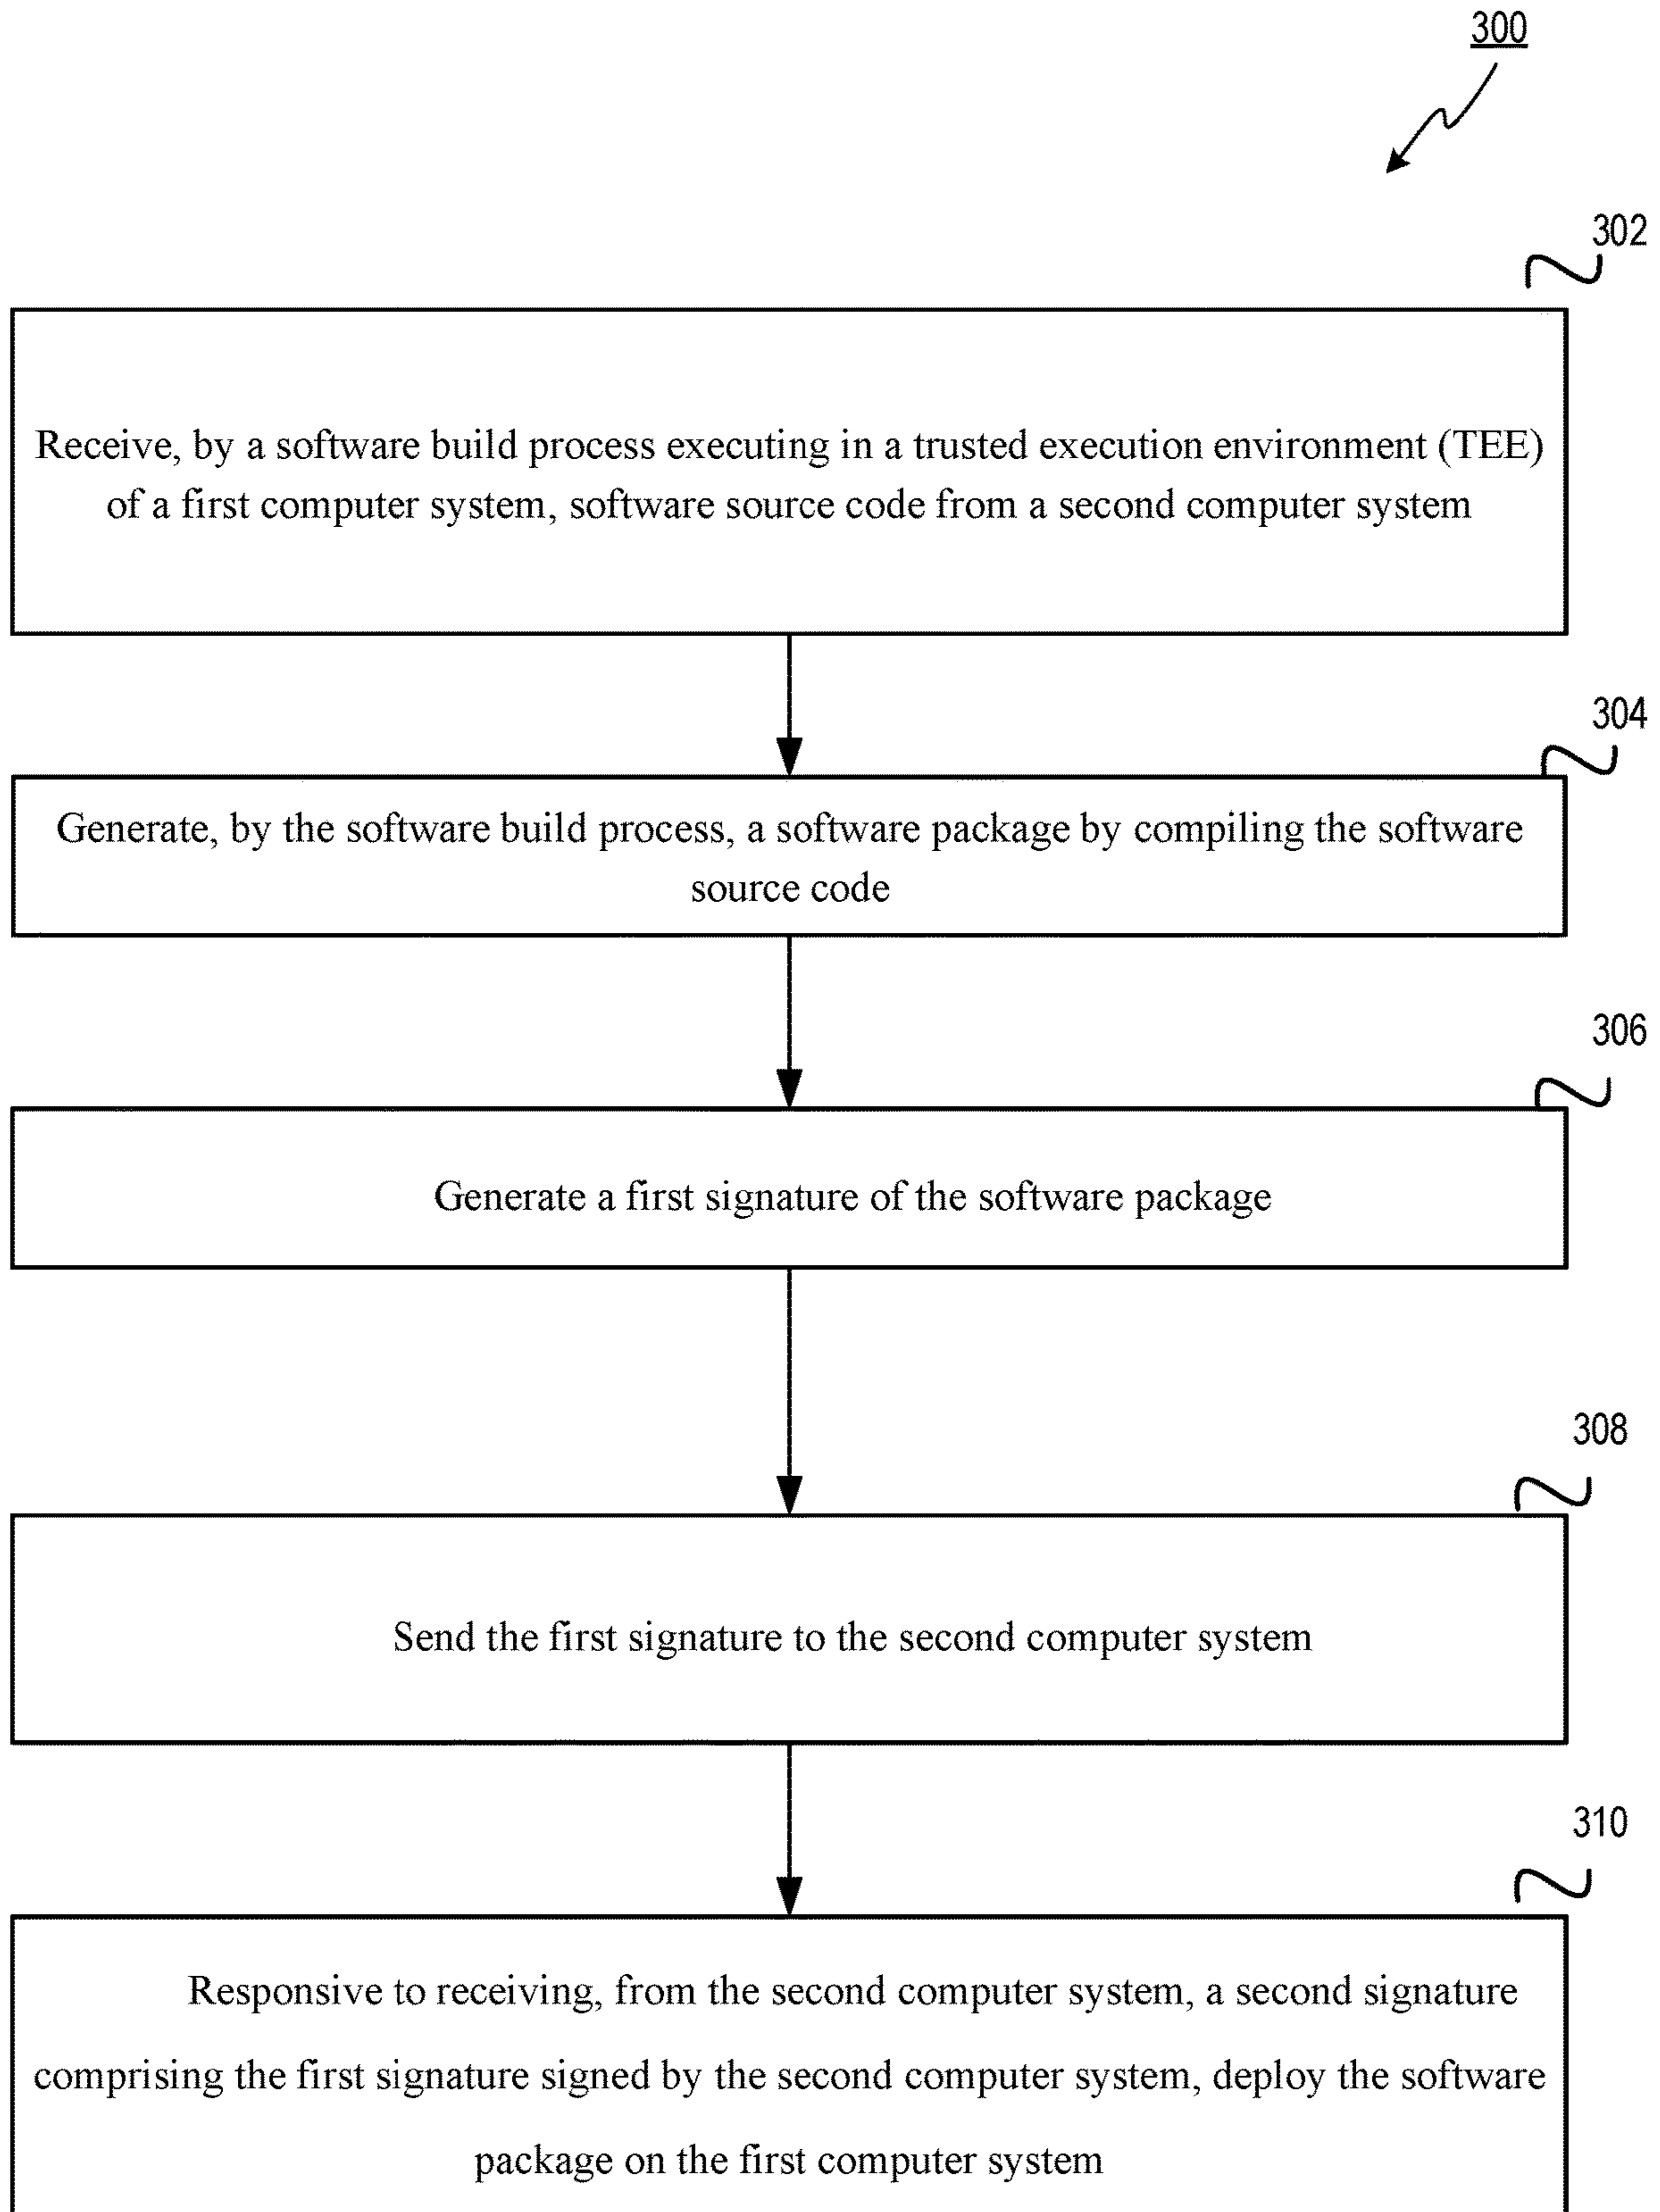 300
302
Receive, by a software build process executing in a trusted execution environment (TEE)
of a first computer system, software source code from a second computer system
304
Generate, by the software build process, a software package by compiling the software
source code
306
Generate a first signature of the software package
308
Send the first signature to the second computer system
310
Responsive to receiving, from the second computer system, a second signature
comprising the first signature signed by the second computer system, deploy the software
package on the first computer system